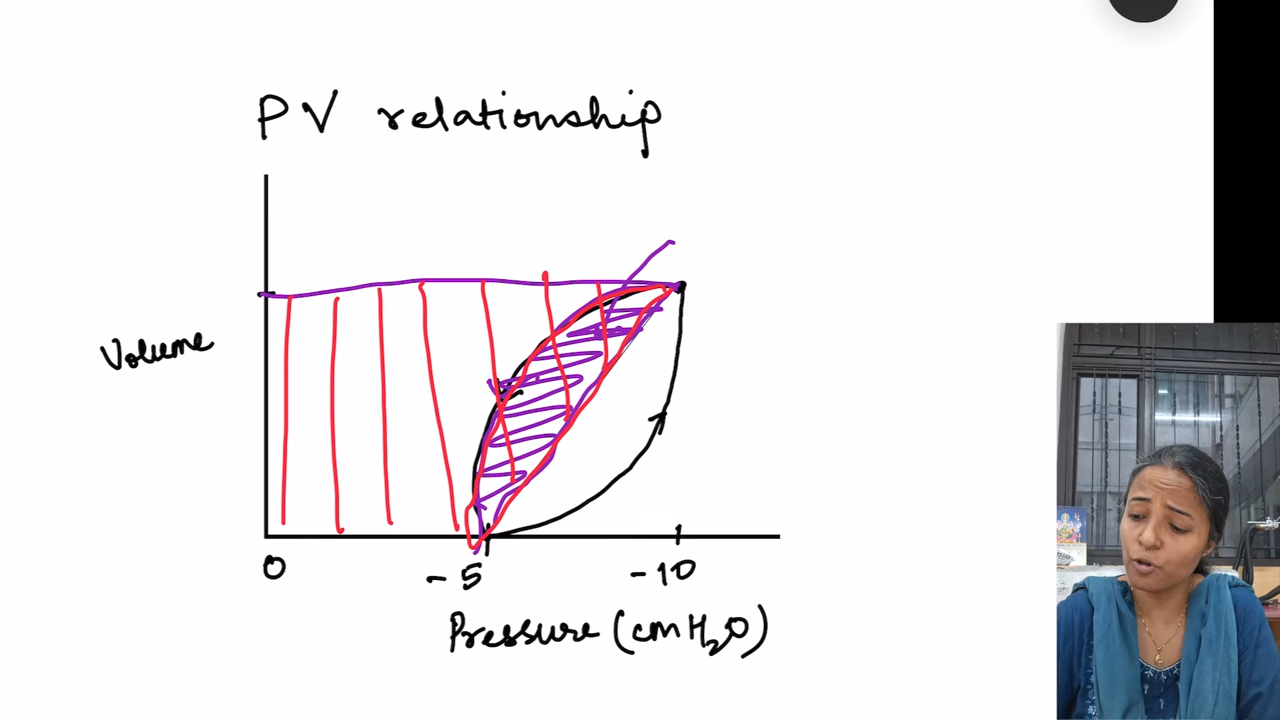 PV relationship
Volume
0
- 5
- 10
Pressure (cmH₂O)